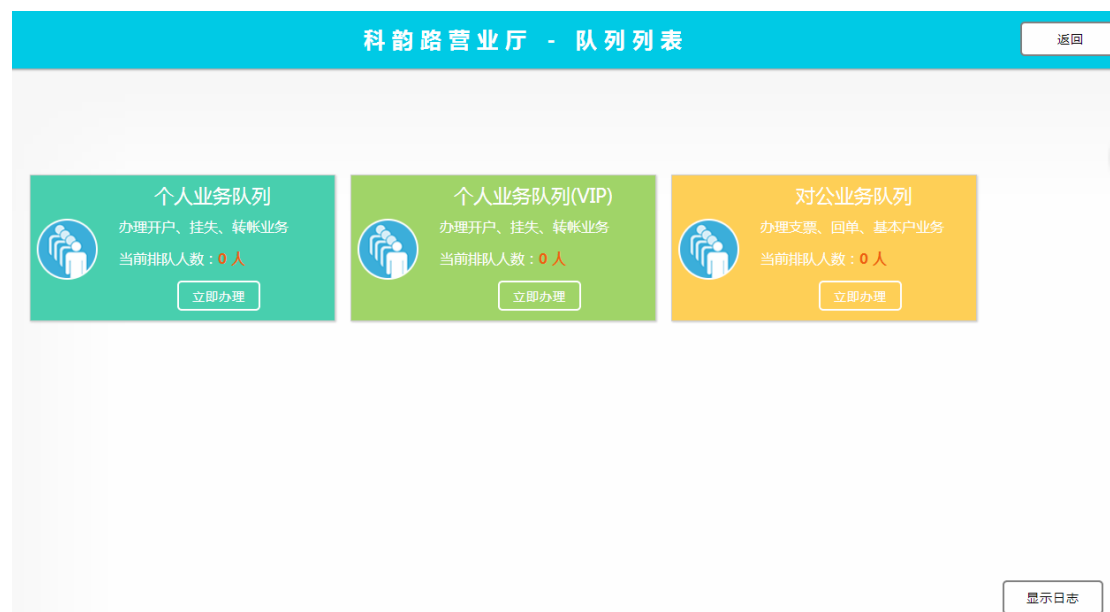 科韵路营业厅 - 队列列表
返回
个人业务队列
办理开户、挂失、转帐业务
当前排队人数：0 人
立即办理
个人业务队列(VIP)
办理开户、挂失、转帐业务
当前排队人数：0 人
立即办理
对公业务队列
办理支票、回单、基本户业务
当前排队人数：0 人
立即办理
显示日志